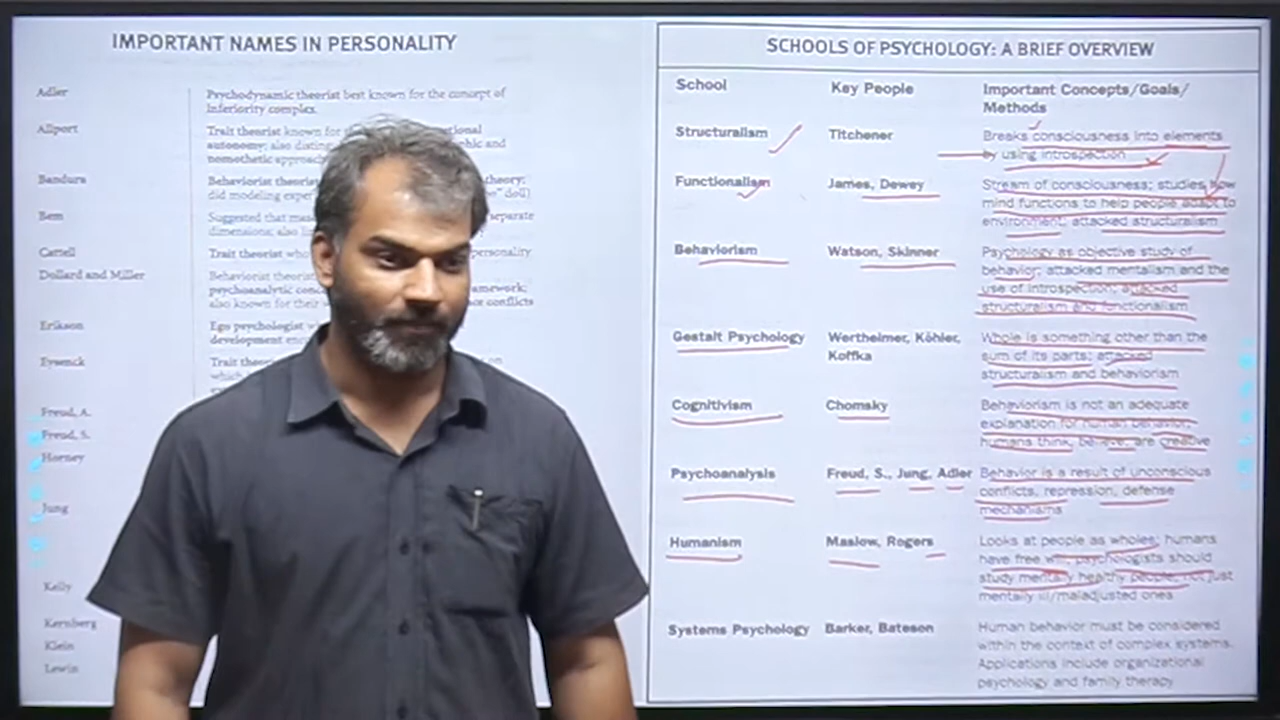 IMPORTANT NAMES IN PERSONALITY
Adler
Psychodynamic theorist best known for the concept of
inferiority complex.
Allport
Trait theorist known for
autonomy; also
nomothetic
Bandura
Behaviorist
theory;
did modeling
doll)
Bem
Suggested that
separate
dimensions; also
Cattell
Trait theorist
personality
Dollard and Miller
Behaviorist
psychoanalytic
also known for their
conflicts
Erikson
Ego psychologist
development
Eysenck
Trait
Freud, A.
Freud, S.
Horney
Jung
Kelly
Kernberg
Klein
Lewin
SCHOOLS OF PSYCHOLOGY: A BRIEF OVERVIEW
School
Key People
Important Concepts/Goals/
Methods
Structuralism
Titchener
Breaks consciousness into elements
by using introspection
Functionalism
James, Dewey
Stream of consciousness; studies how
mind functions to help people adapt to
environment; attacked structuralism
Behaviorism
Watson, Skinner
Psychology as objective study of
behavior; attacked mentalism and the
use of introspection; attacked
structuralism and functionalism
Gestalt Psychology
Wertheimer, Köhler,
Koffka
Whole is something other than the
sum of its parts; attacked
structuralism and behaviorism
Cognitivism
Chomsky
Behaviorism is not an adequate
explanation for human behavior;
humans think, believe, are creative
Psychoanalysis
Freud, S., Jung, Adler
Behavior is a result of unconscious
conflicts, repression, defense
mechanisms
Humanism
Maslow, Rogers
Looks at people as wholes; humans
have free will; psychologists should
study mentally healthy people, not just
mentally ill/maladjusted ones
Systems Psychology
Barker, Bateson
Human behavior must be considered
within the context of complex systems.
Applications include organizational
psychology and family therapy